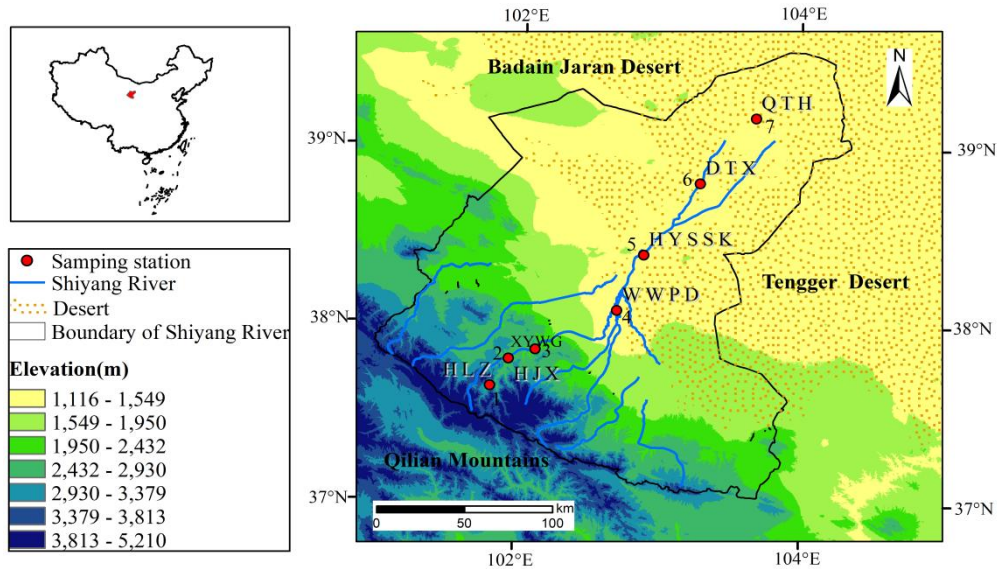 102°E
104°E
Badain Jaran Desert
N
QTH
7
39°N
39°N
6
DTX
5
HYSSK
Samping station
Shiyang River
Desert
Boundary of Shiyang River
Tengger Desert
WWPD
4
38°N
38°N
XYWG
2
3
HLZ
HJX
1
Elevation(m)
1,116 - 1,549
1,549 - 1,950
1,950 - 2,432
2,432 - 2,930
2,930 - 3,379
3,379 - 3,813
3,813 - 5,210
Qilian Mountains
37°N
37°N
km
0
50
100
102°E
104°E